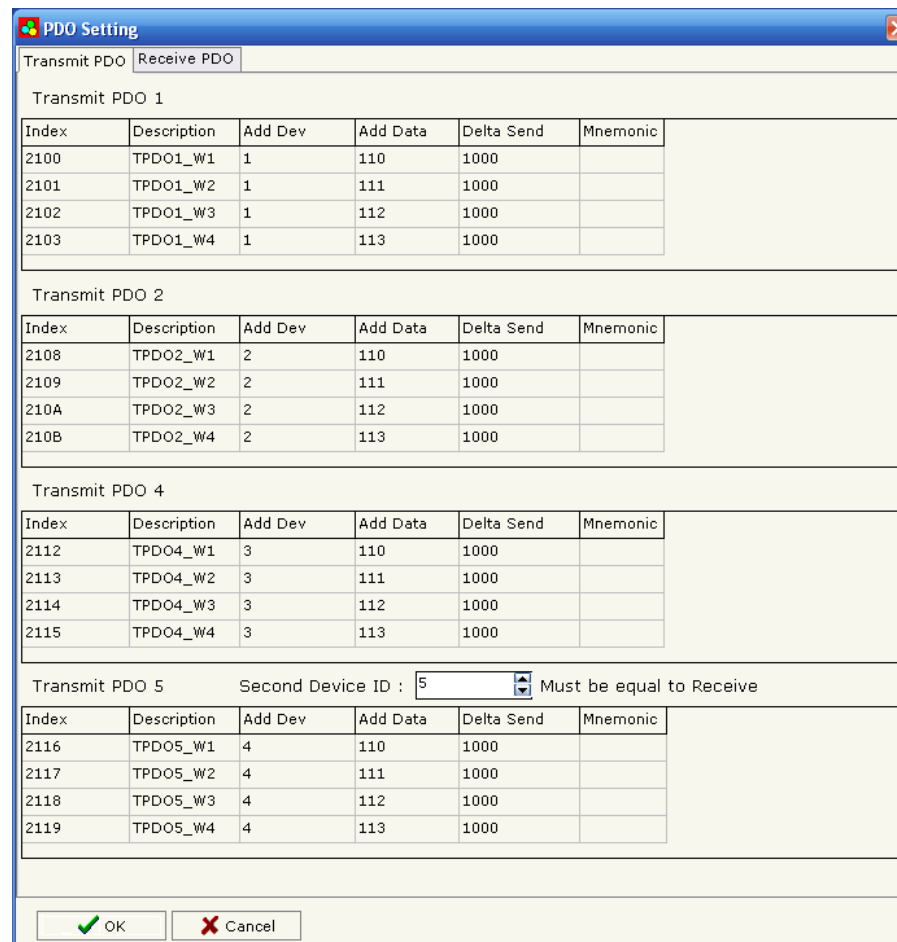 PDO Setting
Transmit PDO Receive PDO
Transmit PDO 1
Index Description Add Dev Add Data Delta Send Mnemonic
2100 TPDO1_W1 1 110 1000
2101 TPDO1_W2 1 111 1000
2102 TPDO1_W3 1 112 1000
2103 TPDO1_W4 1 113 1000
Transmit PDO 2
Index Description Add Dev Add Data Delta Send Mnemonic
2108 TPDO2_W1 2 110 1000
2109 TPDO2_W2 2 111 1000
210A TPDO2_W3 2 112 1000
210B TPDO2_W4 2 113 1000
Transmit PDO 4
Index Description Add Dev Add Data Delta Send Mnemonic
2112 TPDO4_W1 3 110 1000
2113 TPDO4_W2 3 111 1000
2114 TPDO4_W3 3 112 1000
2115 TPDO4_W4 3 113 1000
Transmit PDO 5 Second Device ID : 5 Must be equal to Receive
Index Description Add Dev Add Data Delta Send Mnemonic
2116 TPDO5_W1 4 110 1000
2117 TPDO5_W2 4 111 1000
2118 TPDO5_W3 4 112 1000
2119 TPDO5_W4 4 113 1000
OK Cancel